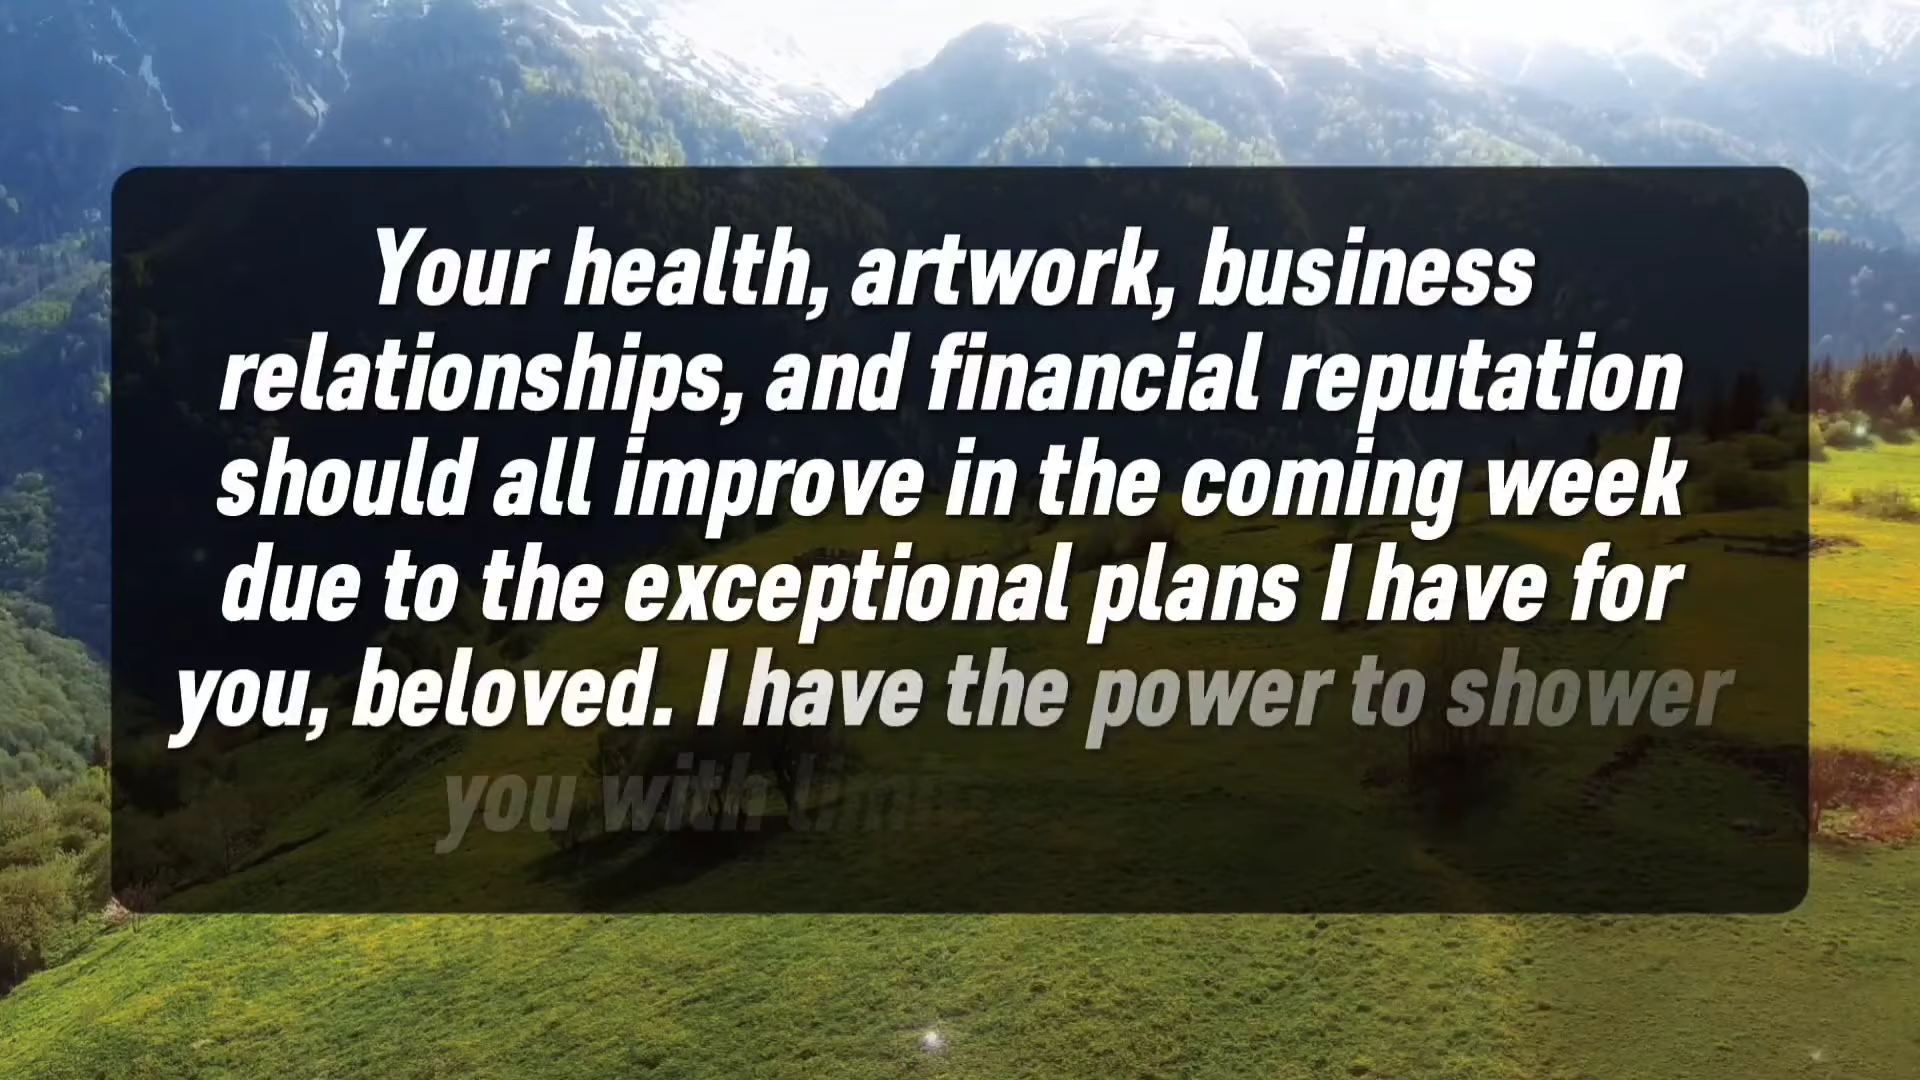 Your health, artwork, business
relationships, and financial reputation
should all improve in the coming week
due to the exceptional plans I have for
you, beloved. I have the power to shower
you with